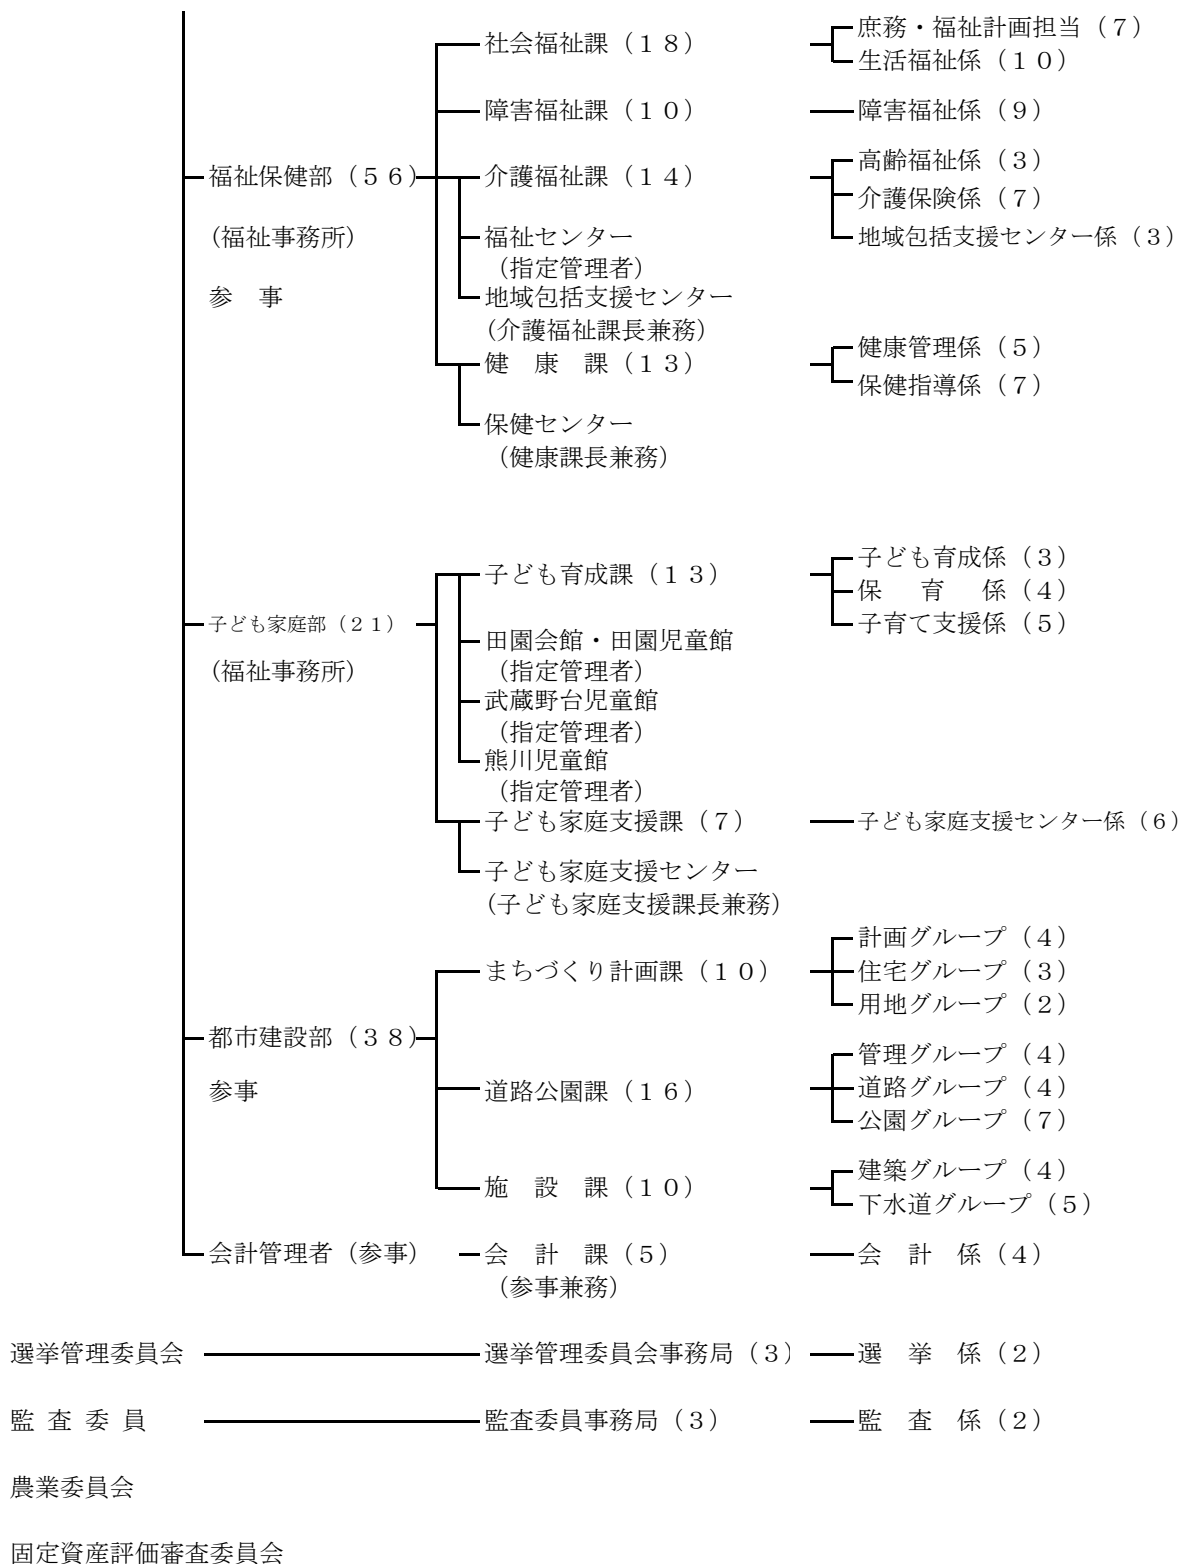 社会福祉課（１８）
庶務・福祉計画担当（７）
生活福祉係（１０）
障害福祉課（１０）
障害福祉係（９）
福祉保健部（５６）
介護福祉課（１４）
高齢福祉係（３）
介護保険係（７）
(福祉事務所)
福祉センター
地域包括支援センター係（３）
（指定管理者）
参　事
地域包括支援センター
(介護福祉課長兼務)
健　康　課（１３）
健康管理係（５）
保健指導係（７）
保健センター
（健康課長兼務）
子ども育成課（１３）
子ども育成係（３）
保　育　係（４）
子ども家庭部（２１）
子育て支援係（５）
田園会館・田園児童館
(福祉事務所)
（指定管理者）
武蔵野台児童館
（指定管理者）
熊川児童館
（指定管理者）
子ども家庭支援課（７）
子ども家庭支援センター係（６）
子ども家庭支援センター
(子ども家庭支援課長兼務)
まちづくり計画課（１０）
計画グループ（４）
住宅グループ（３）
用地グループ（２）
都市建設部（３８）
参事
道路公園課（１６）
管理グループ（４）
道路グループ（４）
公園グループ（７）
施　設　課（１０）
建築グループ（４）
下水道グループ（５）
会計管理者（参事）
会　計　課（５）
会　計　係（４）
（参事兼務）
選挙管理委員会
選挙管理委員会事務局（３）
選　挙　係（２）
監 査 委 員
監査委員事務局（３）
監　査　係（２）
農業委員会
固定資産評価審査委員会